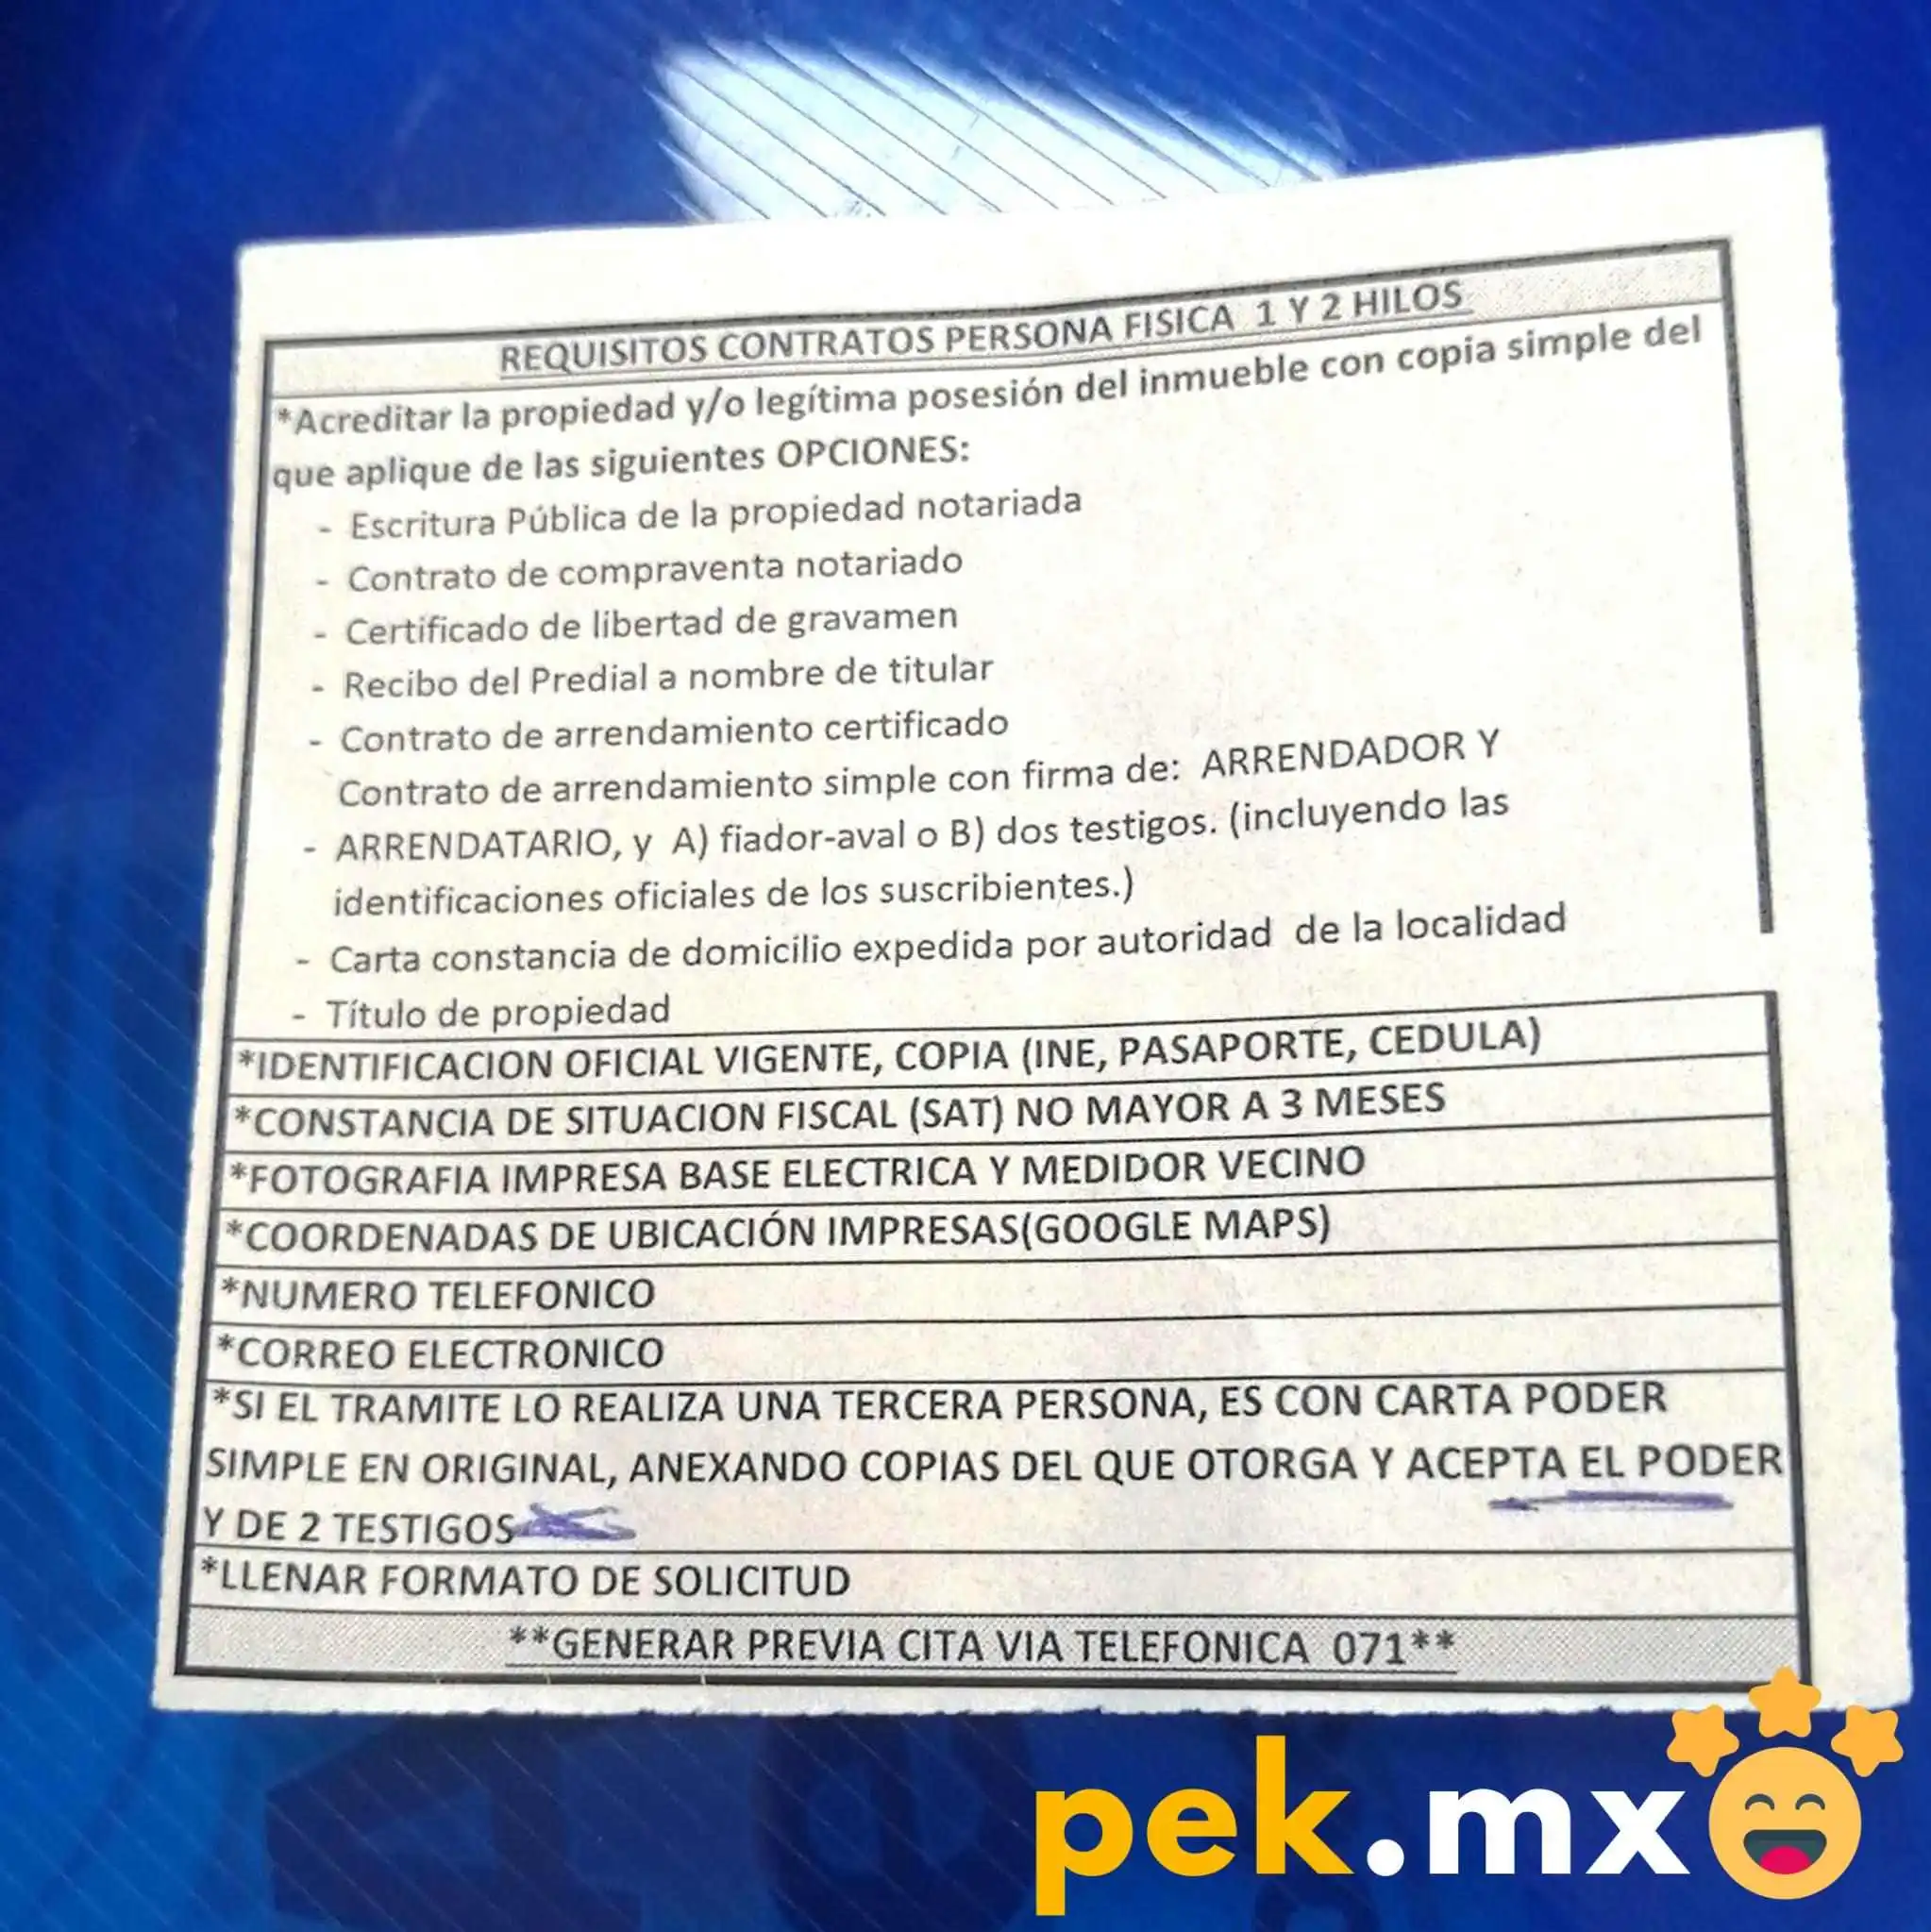 REQUISITOS CONTRATOS PERSONA FISICA 1 Y 2 HILOS
*Acreditar la propiedad y/o legítima posesión del inmueble con copia simple del
que aplique de las siguientes OPCIONES:
- Escritura Pública de la propiedad notariada
- Contrato de compraventa notariado
- Certificado de libertad de gravamen
- Recibo del Predial a nombre de titular
- Contrato de arrendamiento certificado
Contrato de arrendamiento simple con firma de: ARRENDADOR Y
- ARRENDATARIO, y A) fiador-aval o B) dos testigos. (incluyendo las
identificaciones oficiales de los suscribientes.)
- Carta constancia de domicilio expedida por autoridad de la localidad
- Título de propiedad
*IDENTIFICACION OFICIAL VIGENTE, COPIA (INE, PASAPORTE, CEDULA)
*CONSTANCIA DE SITUACION FISCAL (SAT) NO MAYOR A 3 MESES
*FOTOGRAFIA IMPRESA BASE ELECTRICA Y MEDIDOR VECINO
*COORDENADAS DE UBICACIÓN IMPRESAS(GOOGLE MAPS)
*NUMERO TELEFONICO
*CORREO ELECTRONICO
*SI EL TRAMITE LO REALIZA UNA TERCERA PERSONA, ES CON CARTA PODER
SIMPLE EN ORIGINAL, ANEXANDO COPIAS DEL QUE OTORGA Y ACEPTA EL PODER
Y DE 2 TESTIGOS
*LLENAR FORMATO DE SOLICITUD
**GENERAR PREVIA CITA VIA TELEFONICA 071**
pek.mx